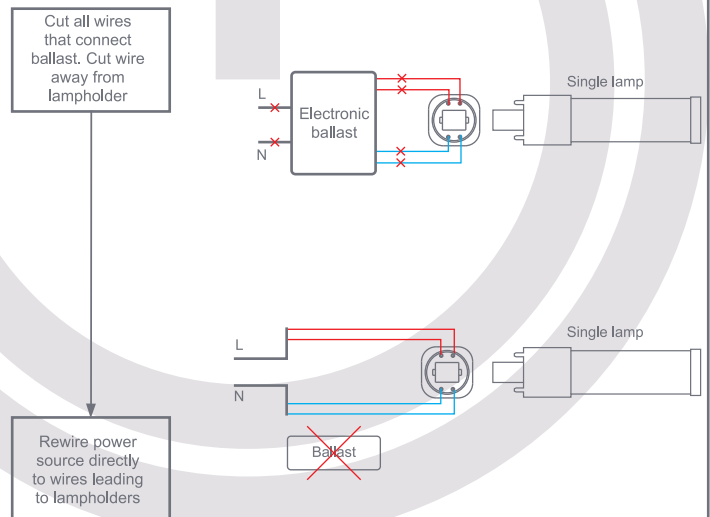 Cut all wires
that connect
ballast. Cut wire
away from
lampholder
L
N
Electronic
ballast
Single lamp
L
N
Single lamp
Ballast
Rewire power
source directly
to wires leading
to lampholders